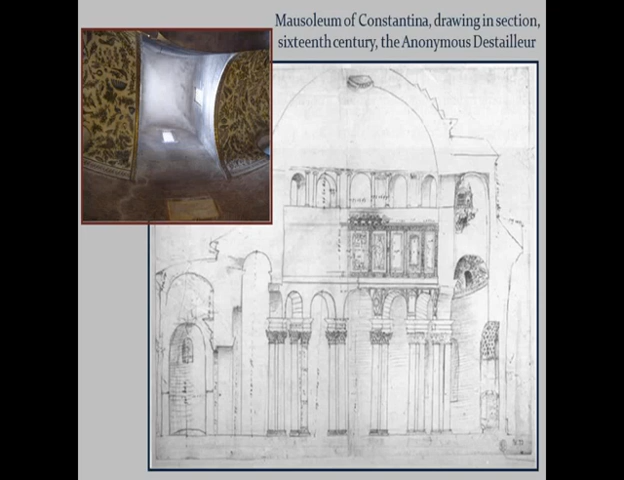 Mausoleum of Constantina, drawing in section,
sixteenth century, the Anonymous Destailleur